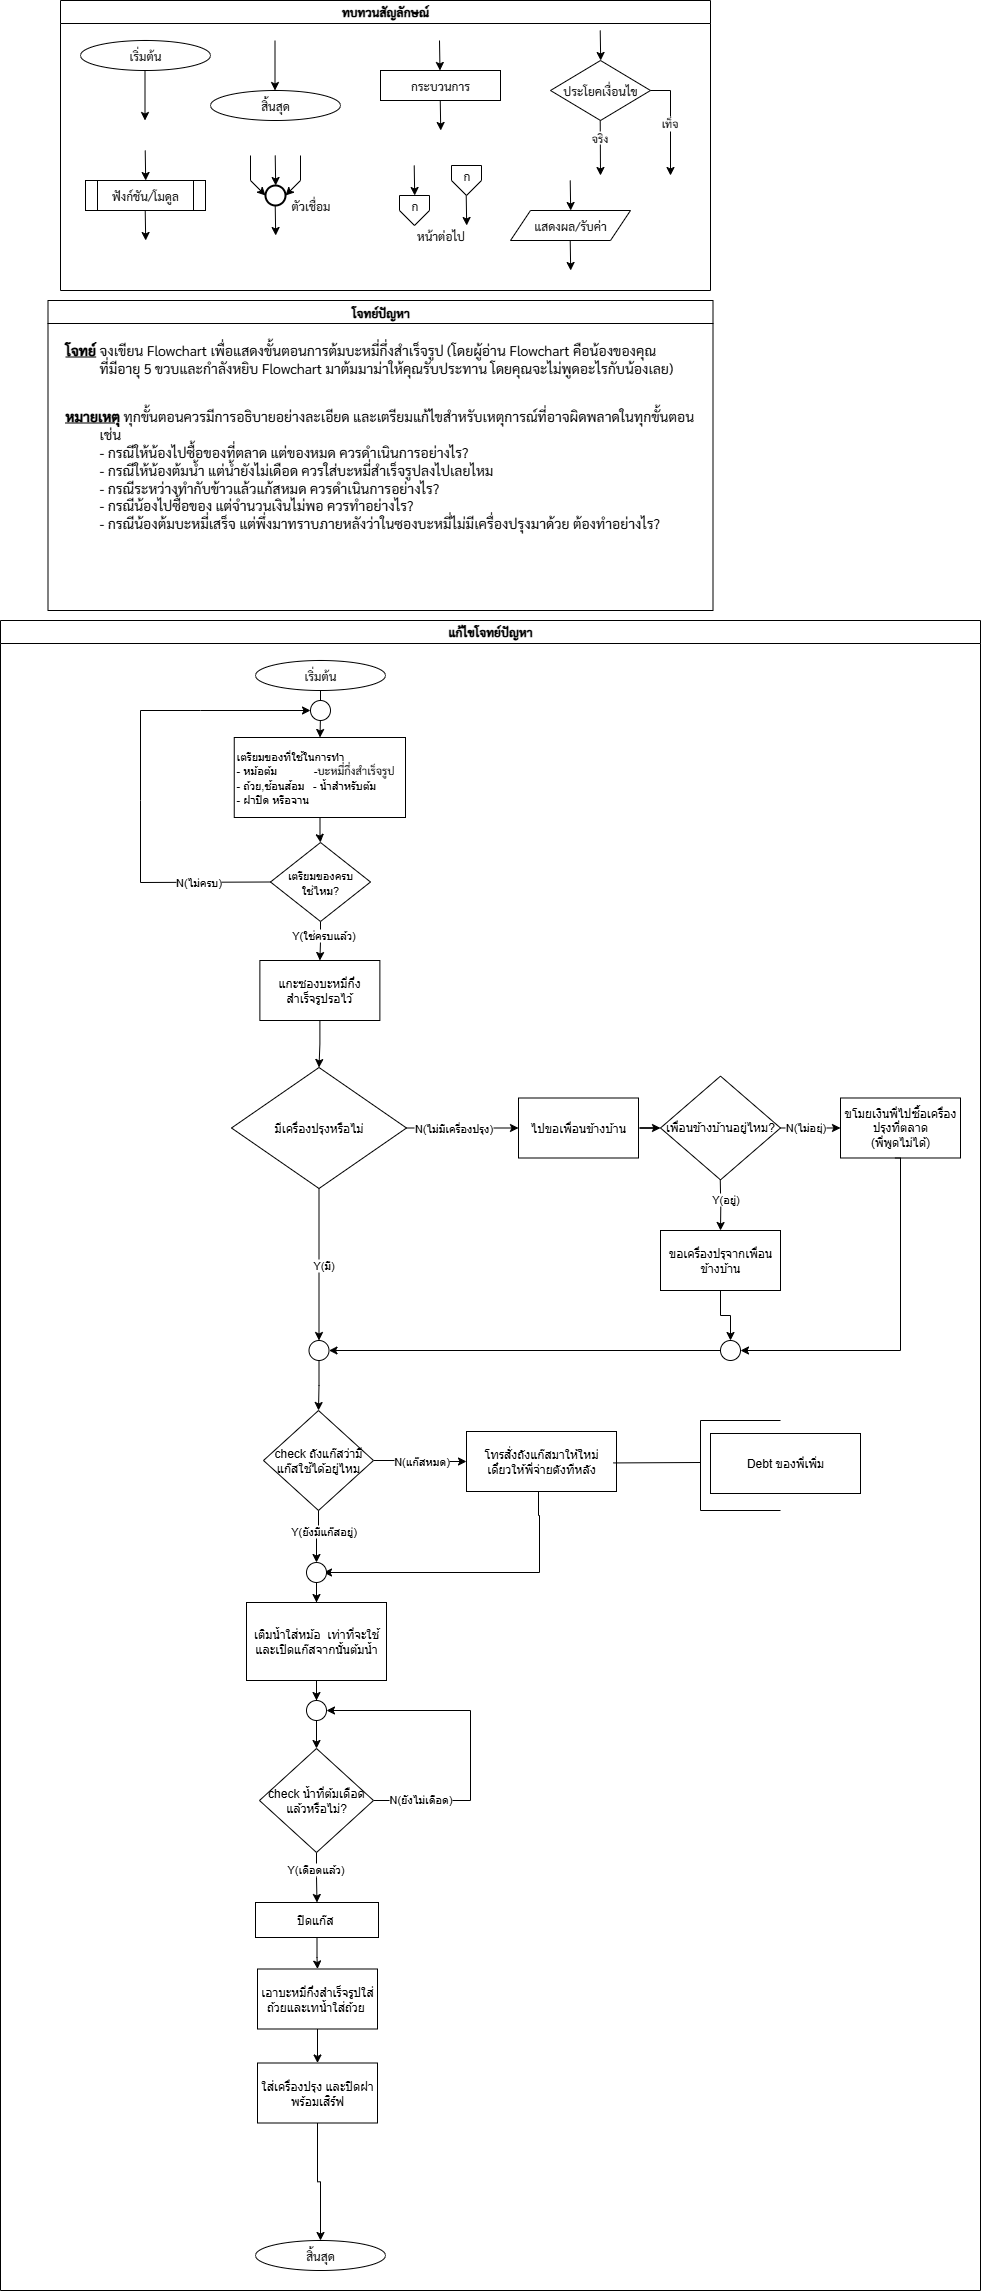 ทบทวนสัญลักษณ์
เริ่มต้น
สิ้นสุด
กระบวนการ
ประโยคเงื่อนไข
จริง
เท็จ
ฟังก์ชัน/โมดูล
ตัวเชื่อม
ก
ก
หน้าต่อไป
แสดงผล/รับค่า
โจทย์ปัญหา
โจทย์ จงเขียน Flowchart เพื่อแสดงขั้นตอนการต้มบะหมี่กึ่งสำเร็จรูป (โดยผู้อ่าน Flowchart คือน้องของคุณ
ที่มีอายุ 5 ขวบและกำลังหยิบ Flowchart มาต้มมาม่าให้คุณรับประทาน โดยคุณจะไม่พูดอะไรกับน้องเลย)
หมายเหตุ ทุกขั้นตอนควรมีการอธิบายอย่างละเอียด และเตรียมแก้ไขสำหรับเหตุการณ์ที่อาจผิดพลาดในทุกขั้นตอน
เช่น
- กรณีให้น้องไปซื้อของที่ตลาด แต่ของหมด ควรดำเนินการอย่างไร?
- กรณีให้น้องต้มน้ำ แต่น้ำยังไม่เดือด ควรใส่บะหมี่สำเร็จรูปลงไปเลยไหม
- กรณีระหว่างทำกับข้าวแล้วแก้สหมด ควรดำเนินการอย่างไร?
- กรณีน้องไปซื้อของ แต่จำนวนเงินไม่พอ ควรทำอย่างไร?
- กรณีน้องต้มบะหมี่เสร็จ แต่พึ่งมาทราบภายหลังว่าในซองบะหมี่ไม่มีเครื่องปรุงมาด้วย ต้องทำอย่างไร?
แก้ไขโจทย์ปัญหา
เริ่มต้น
เตรียมของที่ใช้ในการทำ
- หม้อต้ม -บะหมี่กึ่งสำเร็จรูป
- ถ้วย,ช้อนส้อม - น้ำสำหรับต้ม
- ฝาปิด หรือจาน
เตรียมของครบ
ใช่ไหม?
N(ไม่ครบ)
Y(ใช่ครบแล้ว)
แกะซองบะหมี่กึ่ง
สำเร็จรูปรอไว้
มีเครื่องปรุงหรือไม่
N(ไม่มีเครื่องปรุง)
ไปขอเพื่อนข้างบ้าน
เพื่อนข้างบ้านอยู่ไหม?
N(ไม่อยู่)
ขโมยเงินพี่ไปซื้อเครื่อง
ปรุงที่ตลาด
(พี่พูดไม่ได้)
Y(อยู่)
ขอเครื่องปรุจากเพื่อน
ข้างบ้าน
Y(มี)
check ถังแก๊สว่ามี
แก๊สใช้ได้อยู่ไหม
N(แก๊สหมด)
โทรสั่งถังแก๊สมาให้ใหม่
เดี๋ยวให้พี่จ่ายตังที่หลัง
Debt ของพี่เพิ่ม
Y(ยังมีแก๊สอยู่)
เติมน้ำใส่หม้อ เท่าที่จะใช้
และเปิดแก๊สจากนั้นต้มน้ำ
check น้ำที่ต้มเดือด
แล้วหรือไม่?
N(ยังไม่เดือด)
Y(เดือดแล้ว)
ปิดแก๊ส
เอาบะหมี่กึ่งสำเร็จรูปใส่
ถ้วยและเทน้ำใส่ถ้วย
ใส่เครื่องปรุง และปิดฝา
พร้อมเสิร์ฟ
สิ้นสุด